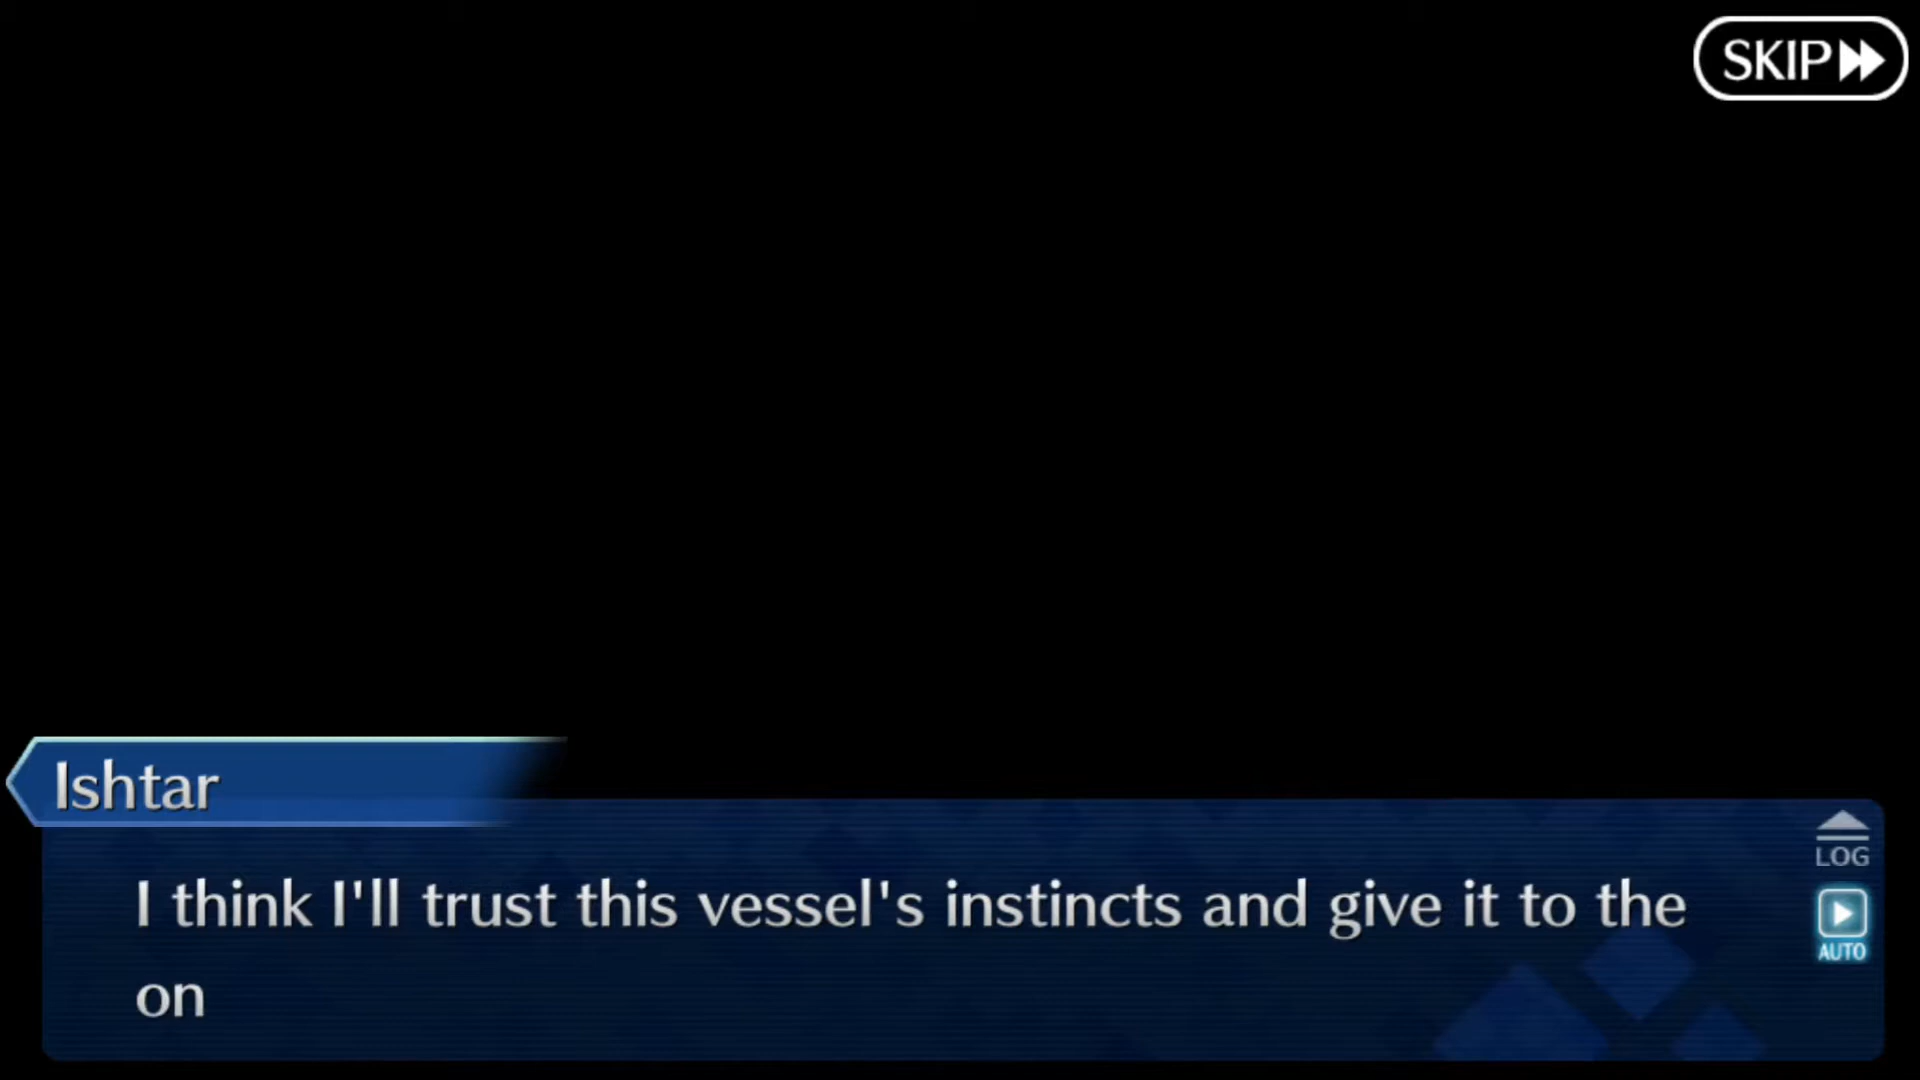 SKIP
Ishtar
LOG
I think I'll trust this vessel's instincts and give it to the
AUTO
on